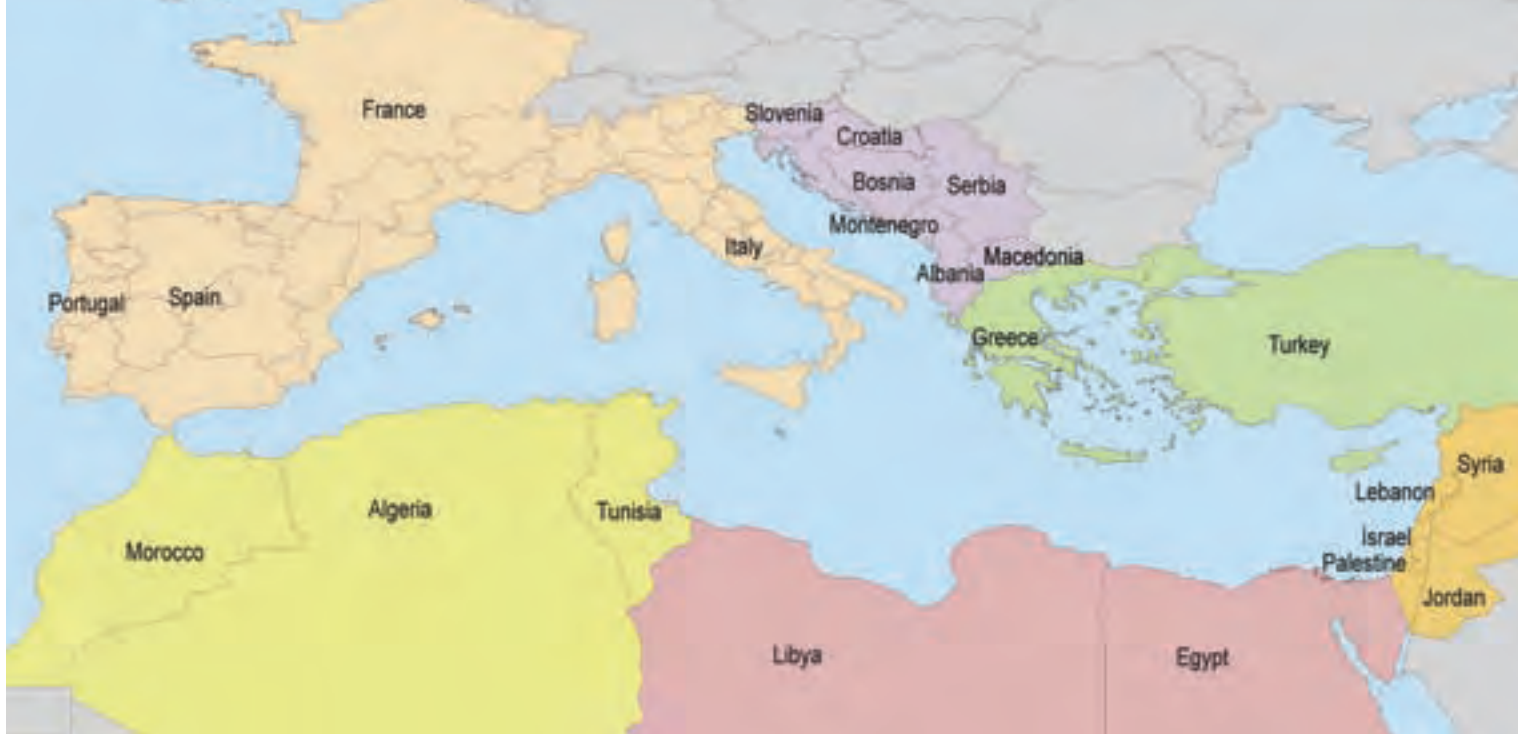 France
Slovenia
Croatia
Bosnia
Serbia
Montenegro
Italy
Macedonia
Albania
Portugal
Spain
Greece
Turkey
Syria
Lebanon
Algeria
Tunisia
Israel
Morocco
Palestine
Jordan
Libya
Egypt